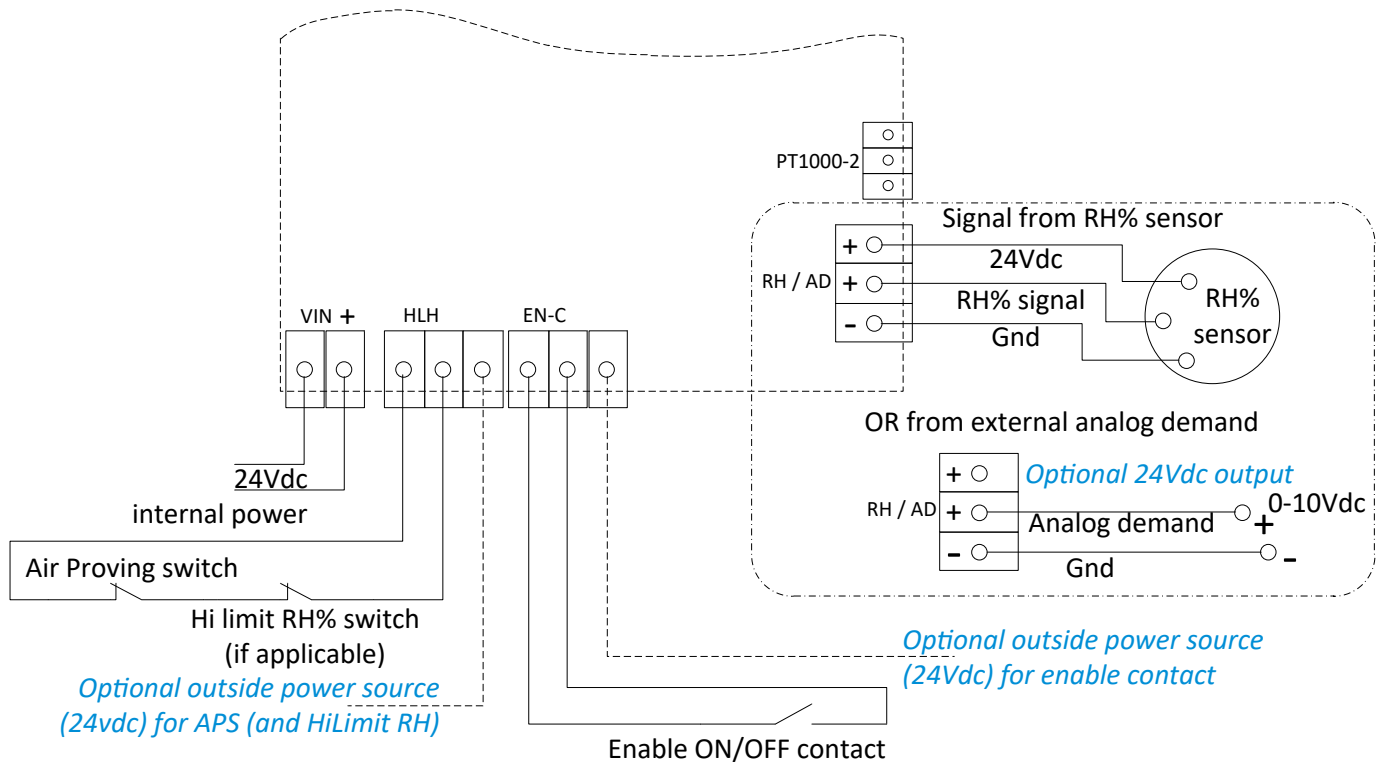 PT1000-2
Signal from RH% sensor
+
24Vdc
RH / AD
+
RH% signal
-
Gnd
RH%
sensor
VIN +
HLH
EN-C
OR from external analog demand
+
Optional 24Vdc output
RH / AD
+
Analog demand
0-10Vdc
+
-
Gnd
-
24Vdc
internal power
Air Proving switch
Hi limit RH% switch
(if applicable)
Optional outside power source
(24vdc) for APS (and HiLimit RH)
Optional outside power source
(24Vdc) for enable contact
Enable ON/OFF contact